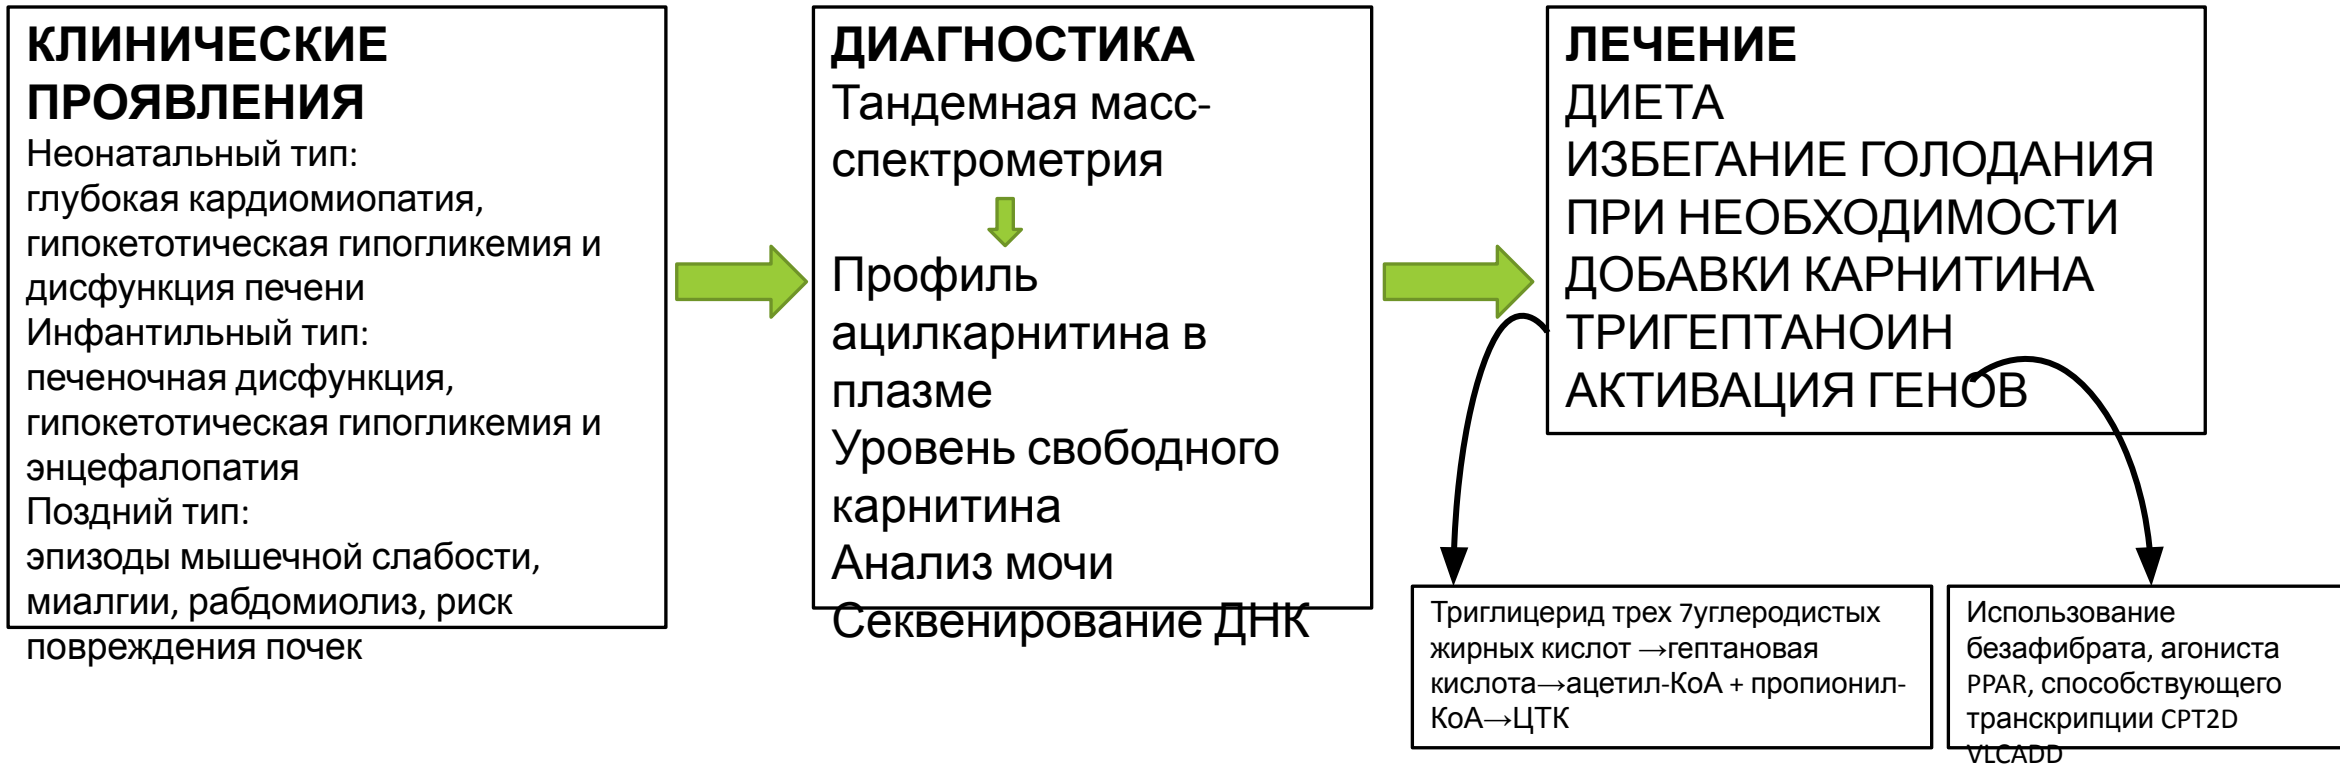 КЛИНИЧЕСКИЕ
ПРОЯВЛЕНИЯ
Неонатальный тип:
глубокая кардиомиопатия,
гипокетотическая гипогликемия и
дисфункция печени
Инфантильный тип:
печеночная дисфункция,
гипокетотическая гипогликемия и
энцефалопатия
Поздний тип:
эпизоды мышечной слабости,
миалгии, рабдомиолиз, риск
повреждения почек
ДИАГНОСТИКА
Тандемная масс-
спектрометрия
Профиль
ацилкарнитина в
плазме
Уровень свободного
карнитина
Анализ мочи
Секвенирование ДНК
ЛЕЧЕНИЕ
ДИЕТА
ИЗБЕГАНИЕ ГОЛОДАНИЯ
ПРИ НЕОБХОДИМОСТИ
ДОБАВКИ КАРНИТИНА
ТРИГЕПТАНОИН
АКТИВАЦИЯ ГЕНОВ
Триглицерид трех 7углеродистых
жирных кислот →гептановая
кислота→ацетил-КоА + пропионил-
КоА→ЦТК
Использование
безафибрата, агониста
PPAR, способствующего
транскрипции CPT2D
VLCADD